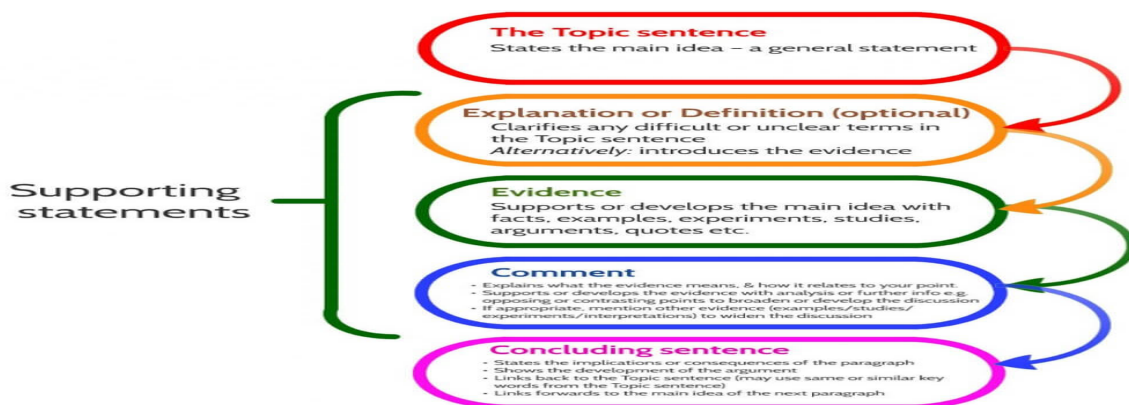 The Topic sentence
States the main idea – a general statement
Supporting
statements
Explanation or Definition (optional)
Clarifies any difficult or unclear terms in
the Topic sentence
Alternatively: introduces the evidence
Evidence
Supports or develops the main idea with
facts, examples, experiments, studies,
arguments, quotes etc.
Comment
- Explains what the evidence means, & how it relates to your point.
- Supports or develops the evidence with analysis or further info e.g.
opposing or contrasting points to broaden or develop the discussion
- If appropriate, mention other evidence (examples/studies/
experiments/interpretations) to widen the discussion
Concluding sentence
- States the implications or consequences of the paragraph
- Shows the development of the argument
- Links back to the Topic sentence (may use same or similar key
words from the Topic sentence)
- Links forwards to the main idea of the next paragraph